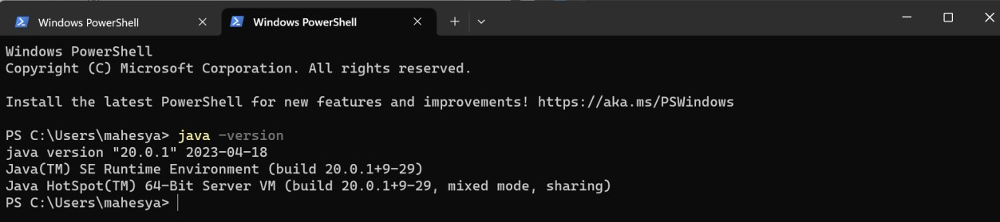 Windows PowerShell
Windows PowerShell
Windows PowerShell
Copyright (C) Microsoft Corporation. All rights reserved.
Install the latest PowerShell for new features and improvements! https://aka.ms/PSWindows
PS C:\Users\mahesya> java -version
java version "20.0.1" 2023-04-18
Java(TM) SE Runtime Environment (build 20.0.1+9-29)
Java HotSpot(TM) 64-Bit Server VM (build 20.0.1+9-29, mixed mode, sharing)
PS C:\Users\mahesya>